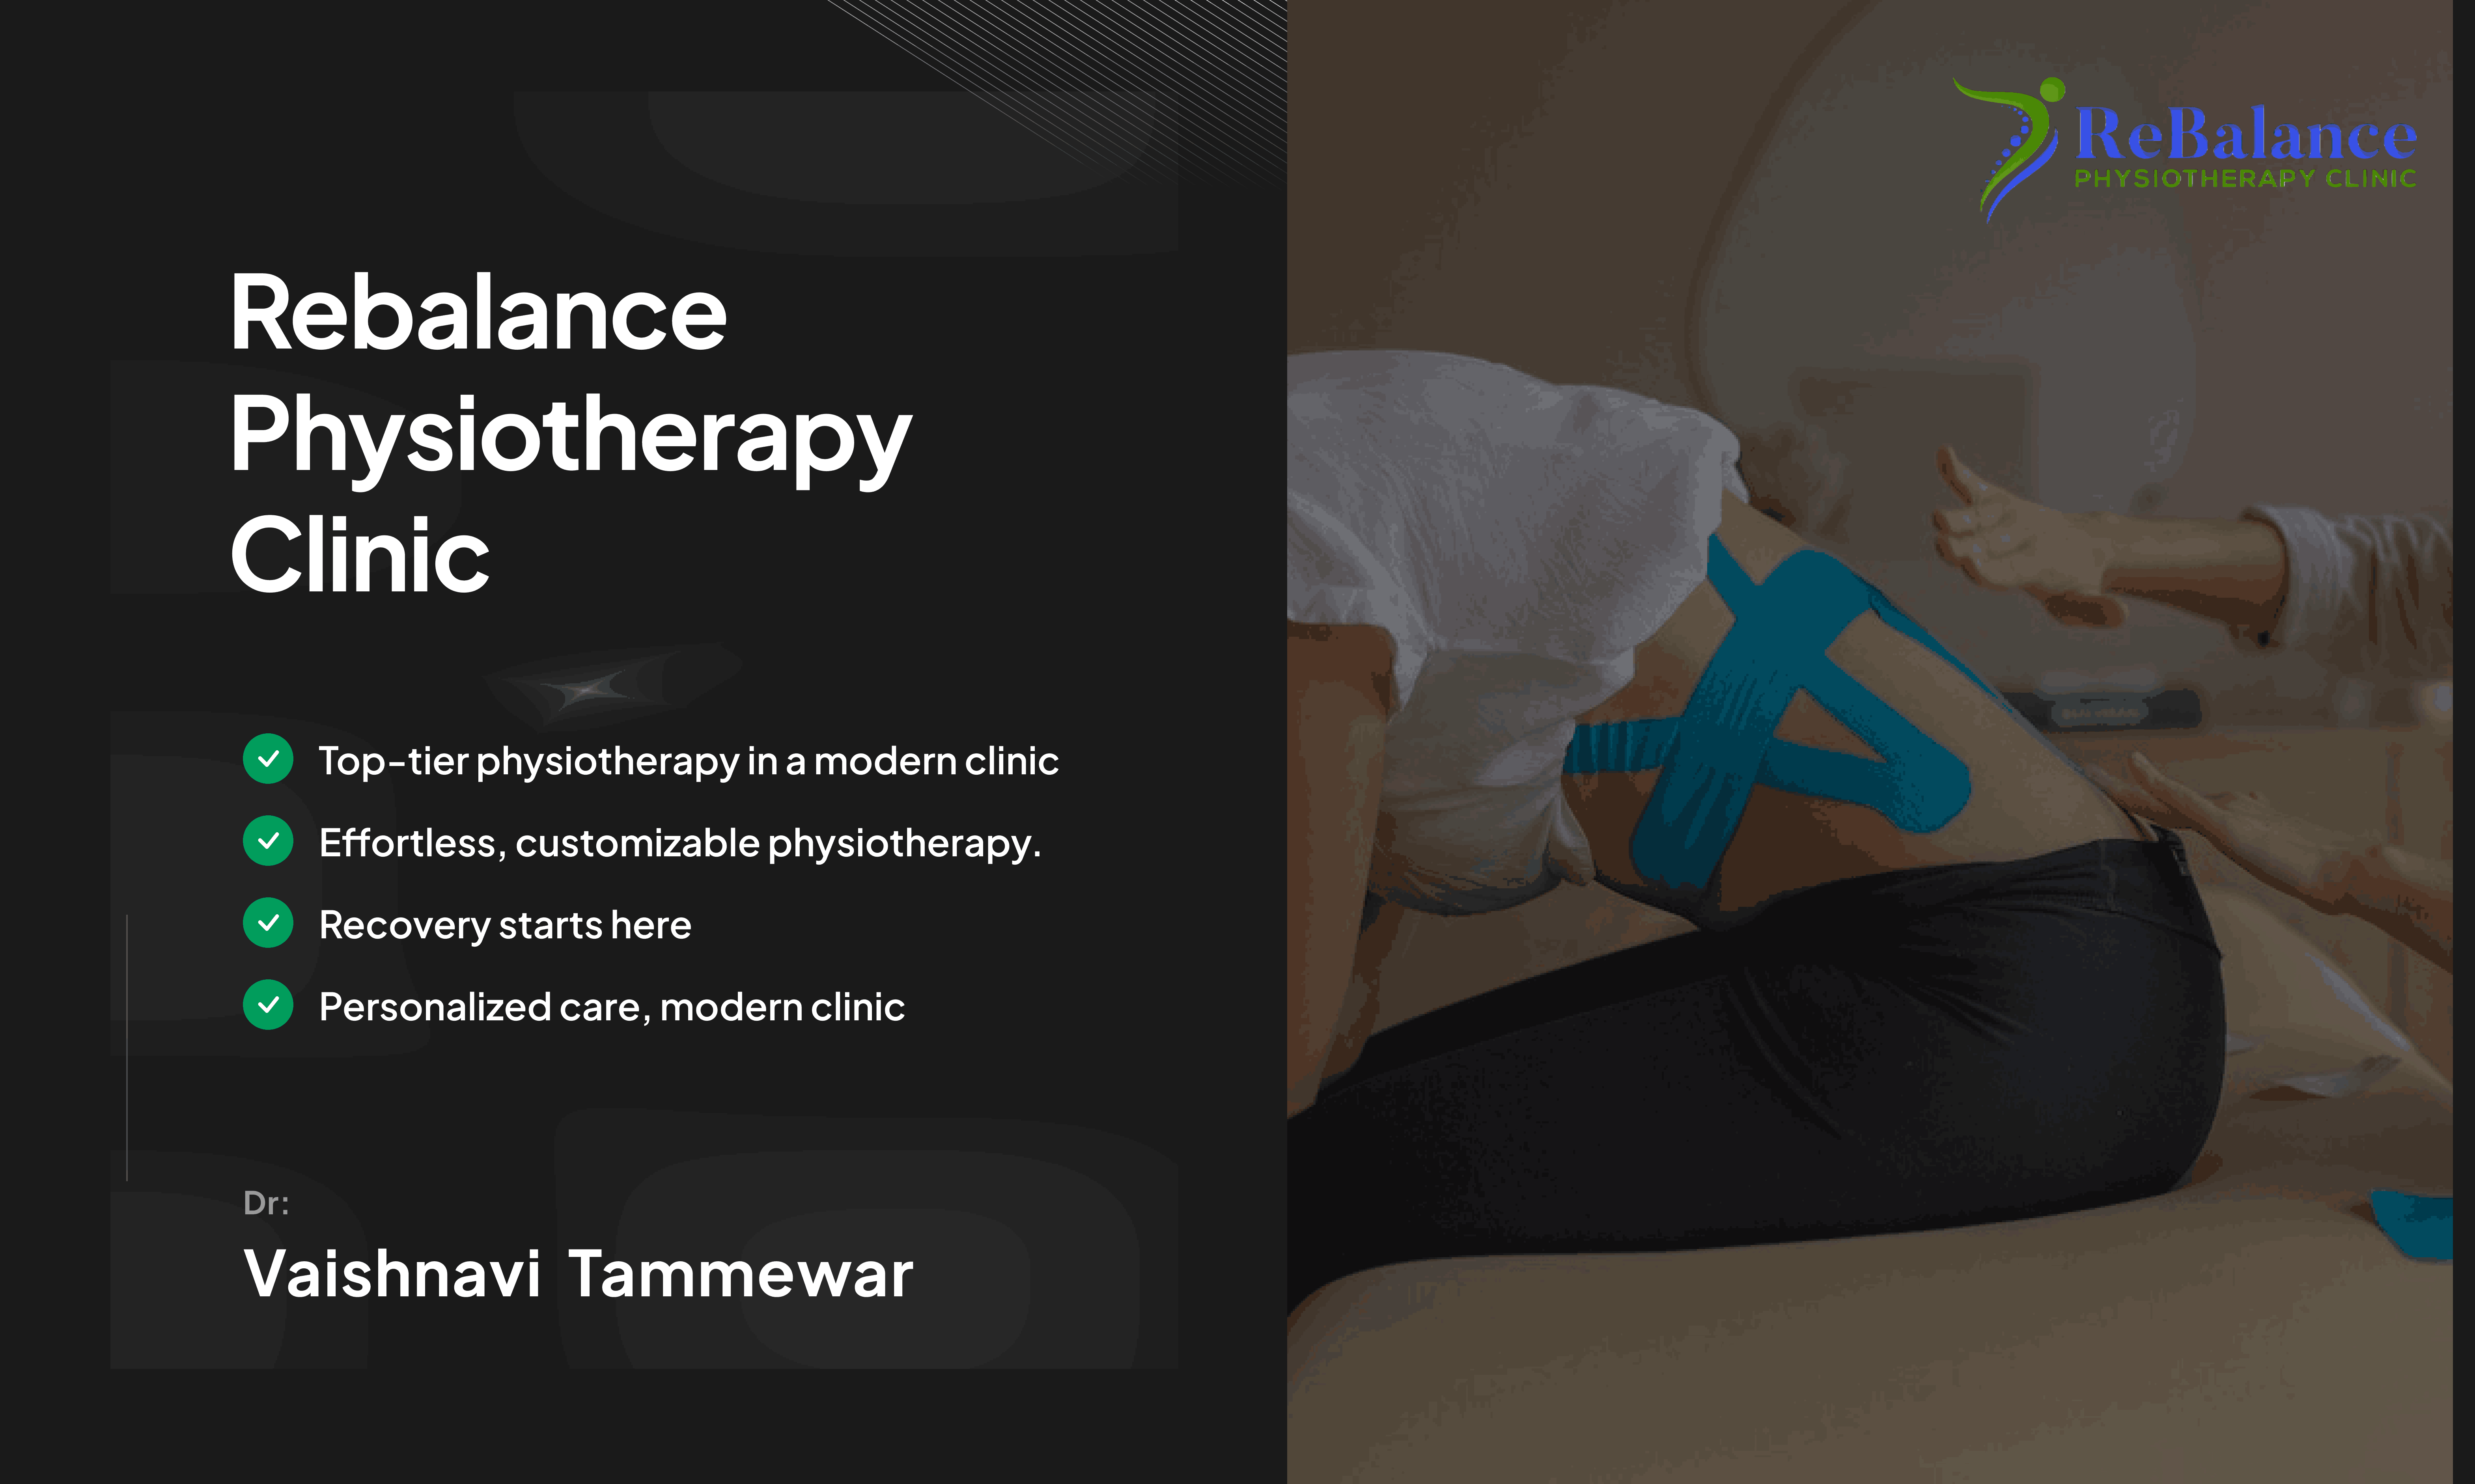 Rebalance
Physiotherapy
Clinic
Top-tier physiotherapy in a modern clinic
Effortless, customizable physiotherapy.
Recovery starts here
Personalized care, modern clinic
Dr:
Vaishnavi Tammewar
ReBalance
PHYSIOTHERAPY CLINIC